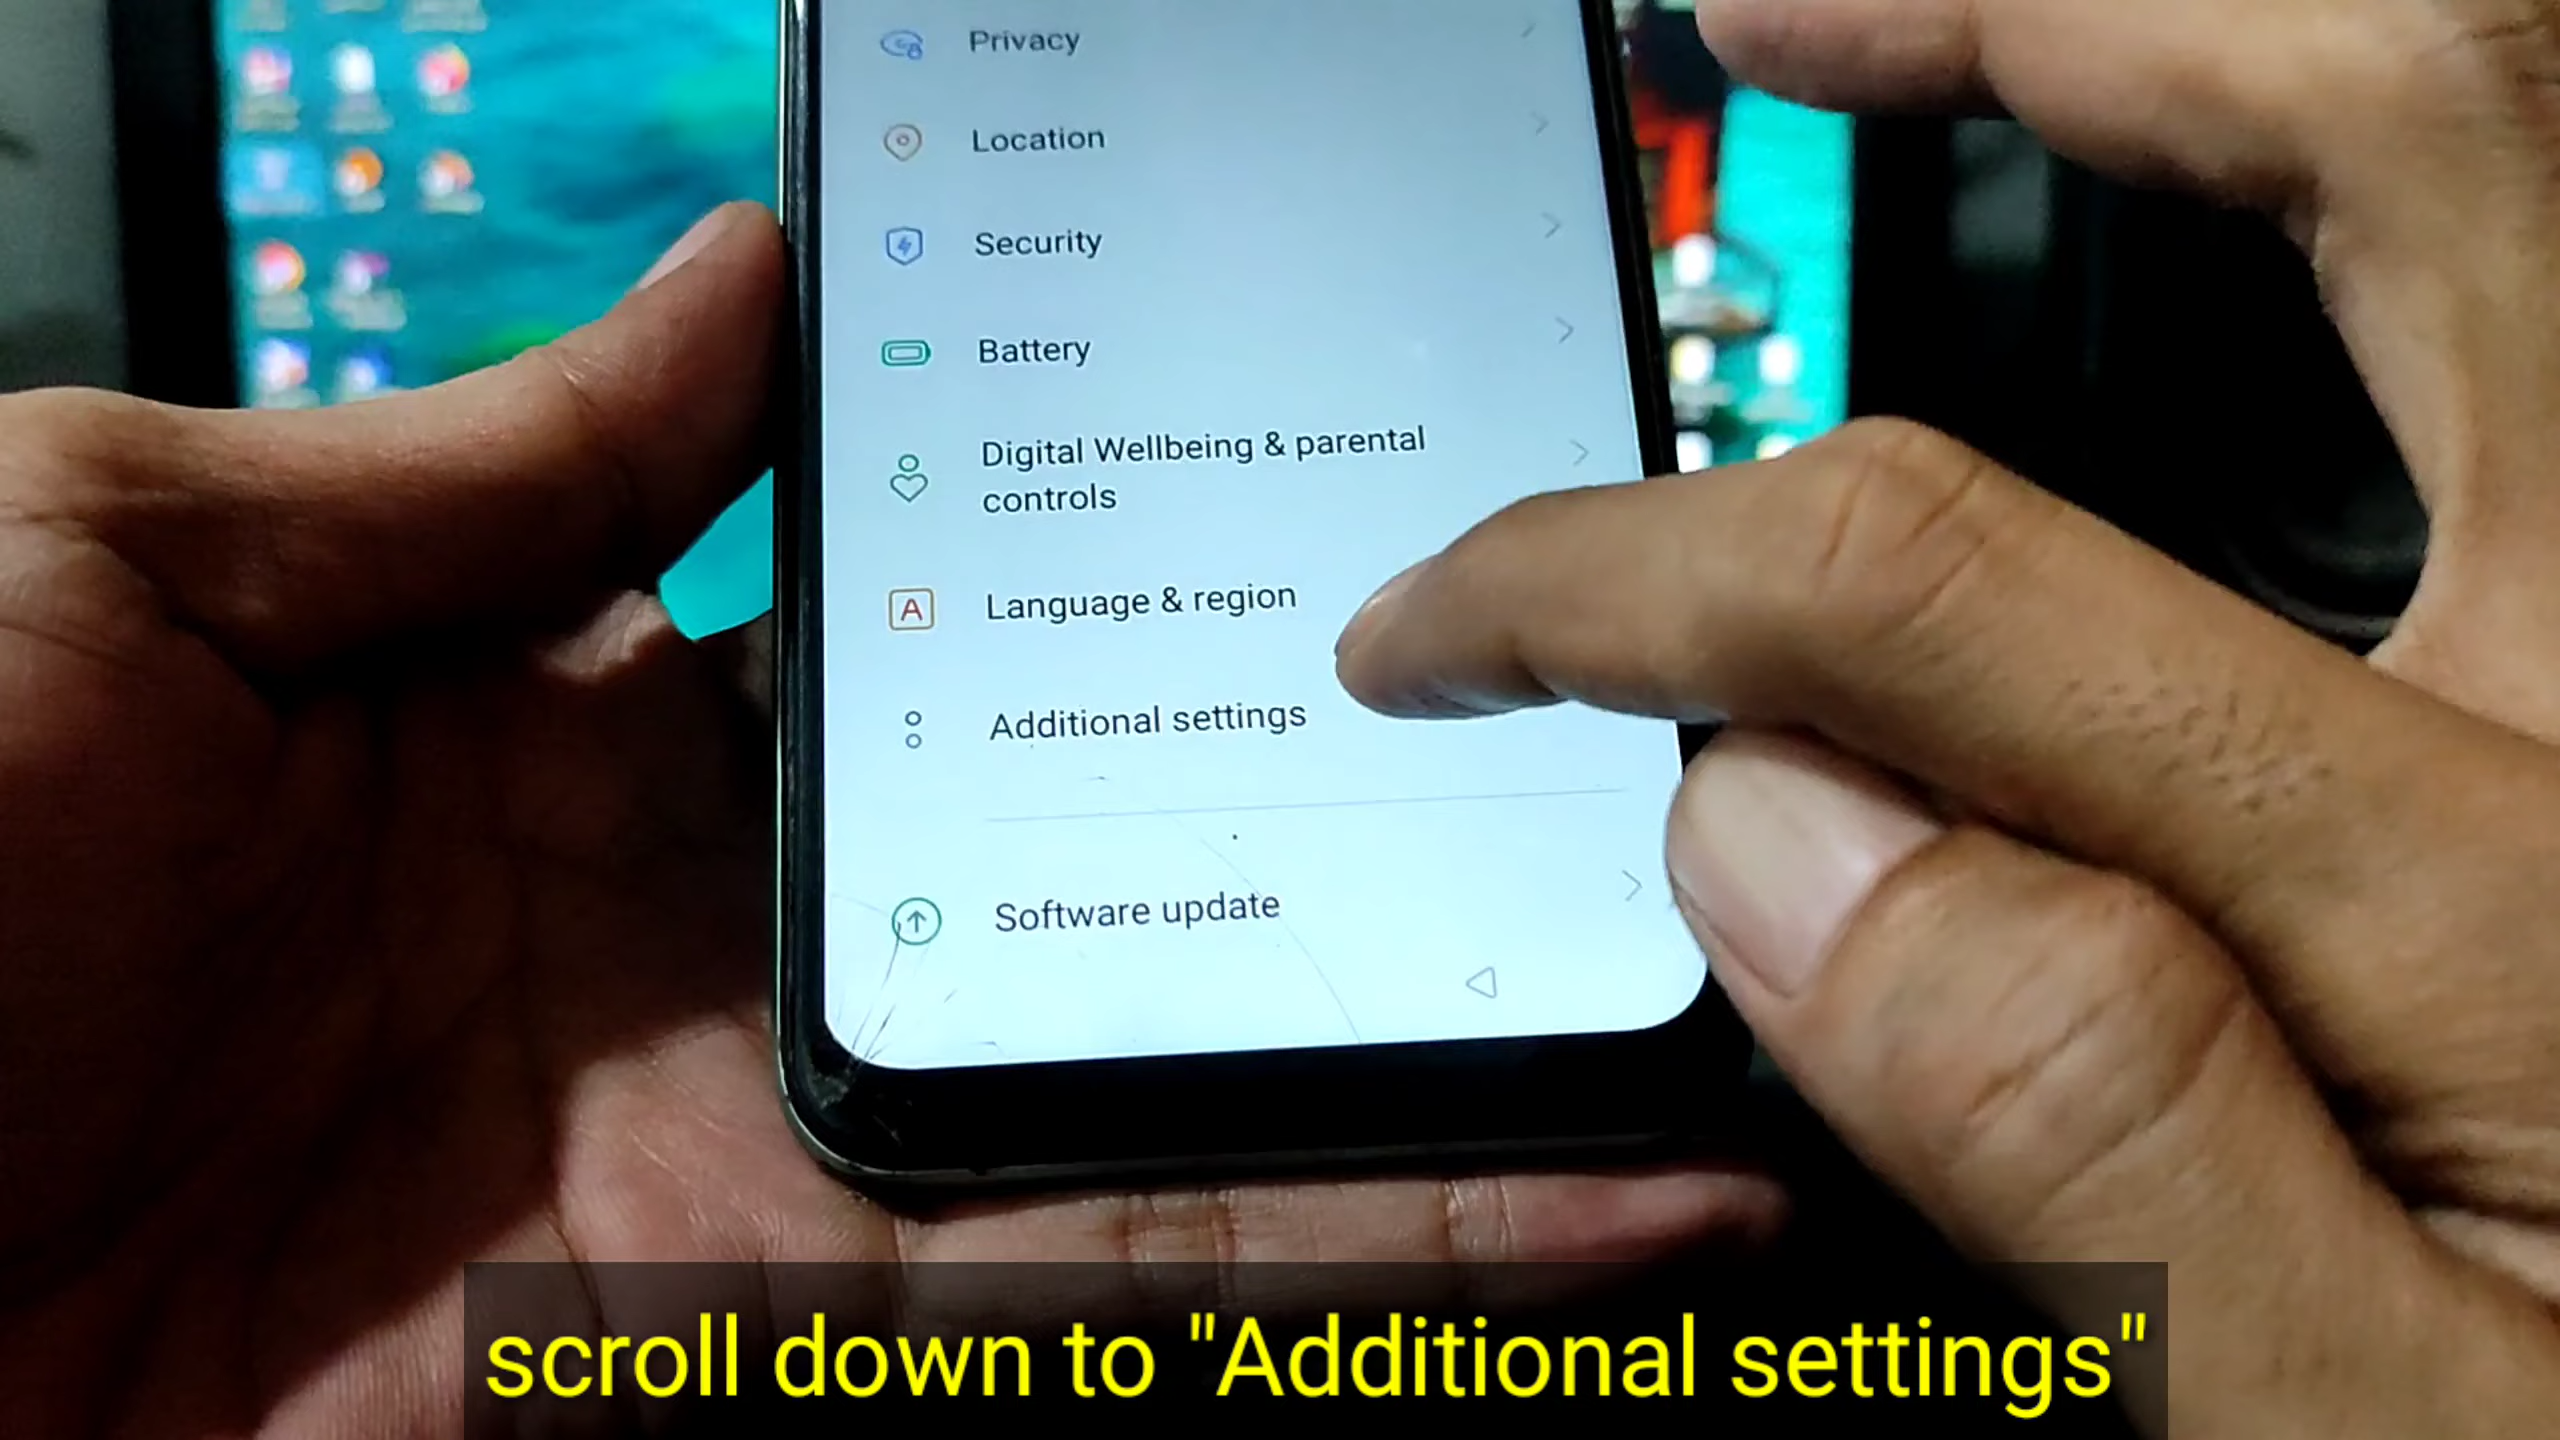 Privacy
Location
Security
Battery
Digital Wellbeing & parental
controls
A
Language & region
Additional settings
Software update
scroll down to "Additional settings"